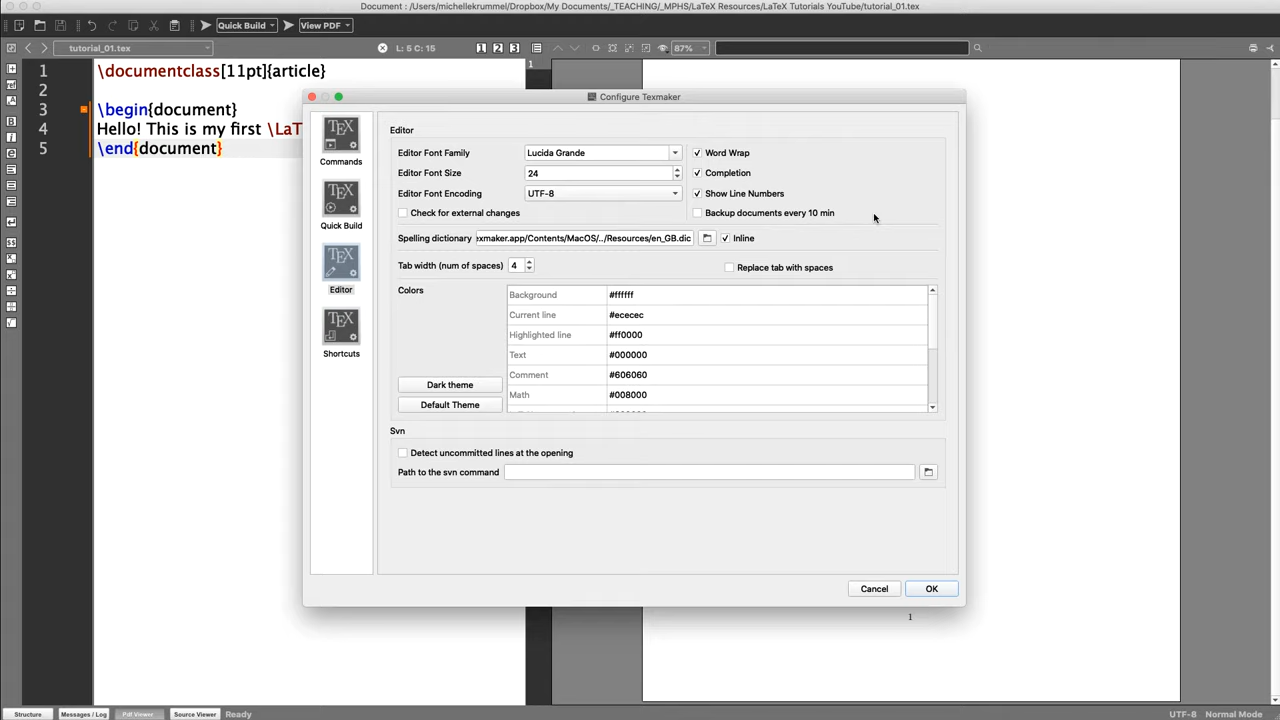 Document : /Users/michellekrummel/Dropbox/My Documents/_TEACHING/_MPHS/LaTeX Resources/LaTeX Tutorials YouTube/tutorial_01.tex
Quick Build
View PDF
tutorial_01.tex
L: 5 C: 15
1 2 3
87%
1
1 \documentclass[11pt]{article}
2
3 \begin{document}
4 Hello! This is my first \LaT
5 \end{document}
Configure Texmaker
Commands
Quick Build
Editor
Shortcuts
Editor
Editor Font Family Lucida Grande
Word Wrap
Editor Font Size 24
Completion
Editor Font Encoding UTF-8
Show Line Numbers
Check for external changes
Backup documents every 10 min
Spelling dictionary exmaker.app/Contents/MacOS/../Resources/en_GB.dic Inline
Tab width (num of spaces) 4
Replace tab with spaces
Colors
Background #ffffff
Current line #ececec
Highlighted line #ff0000
Text #000000
Comment #606060
Math #008000
Dark theme
Default Theme
Svn
Detect uncommitted lines at the opening
Path to the svn command
Cancel
OK
1
Structure
Messages / Log
Pdf Viewer
Source Viewer
Ready
UTF-8
Normal Mode